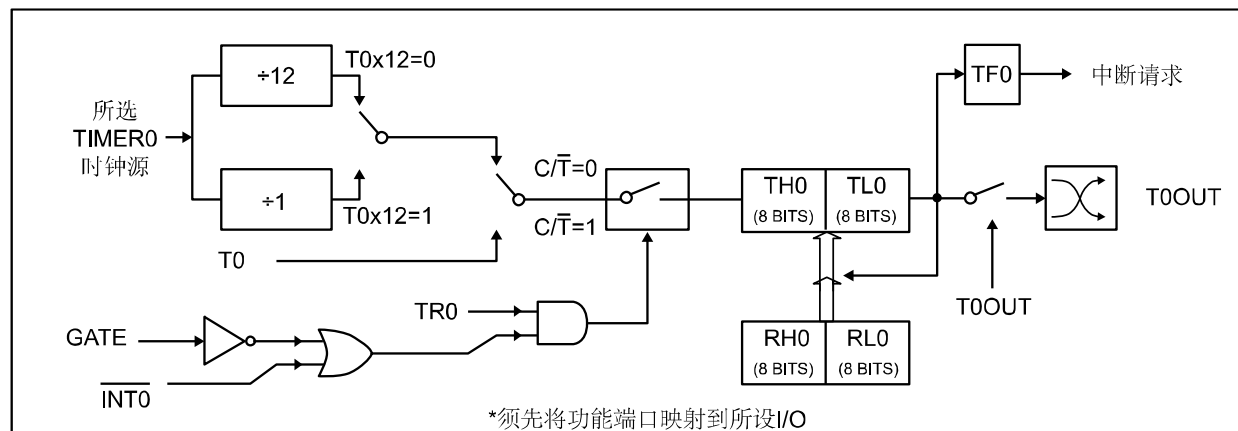 ÷12
T0x12=0
所选
TIMER0
时钟源
÷1
T0x12=1
T0
C/T̅=0
C/T̅=1
TH0
(8 BITS)
TL0
(8 BITS)
TF0
中断请求
T0OUT
T0OUT
GATE
I̅N̅T̅0̅
TR0
RH0
(8 BITS)
RL0
(8 BITS)
*须先将功能端口映射到所设I/O